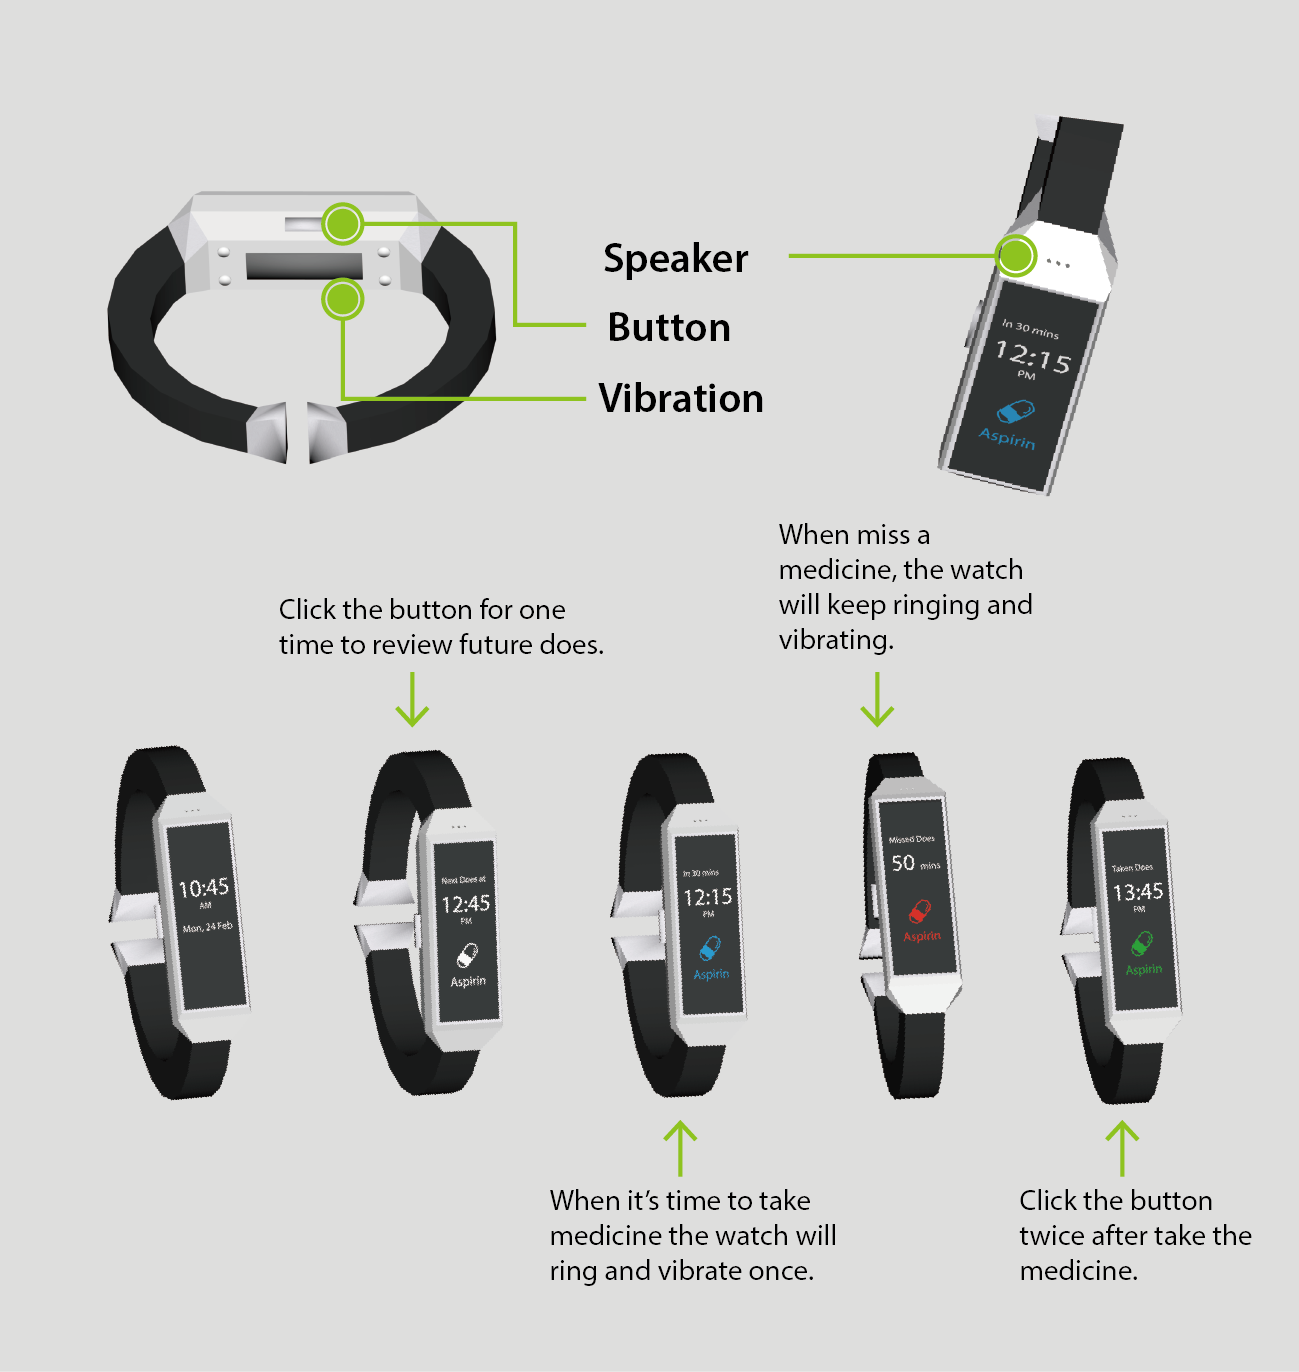 Speaker
Button
Vibration
In 30 mins
12:15
PM
Aspirin
When miss a
medicine, the watch
will keep ringing and
vibrating.
Click the button for one
time to review future does.
10:45
AM
Mon, 24 Feb
Next Does at
12:45
PM
Aspirin
In 30 mins
12:15
PM
Aspirin
Missed Does
50 mins
Aspirin
Taken Does
13:45
PM
Aspirin
When it's time to take
medicine the watch will
ring and vibrate once.
Click the button
twice after take the
medicine.